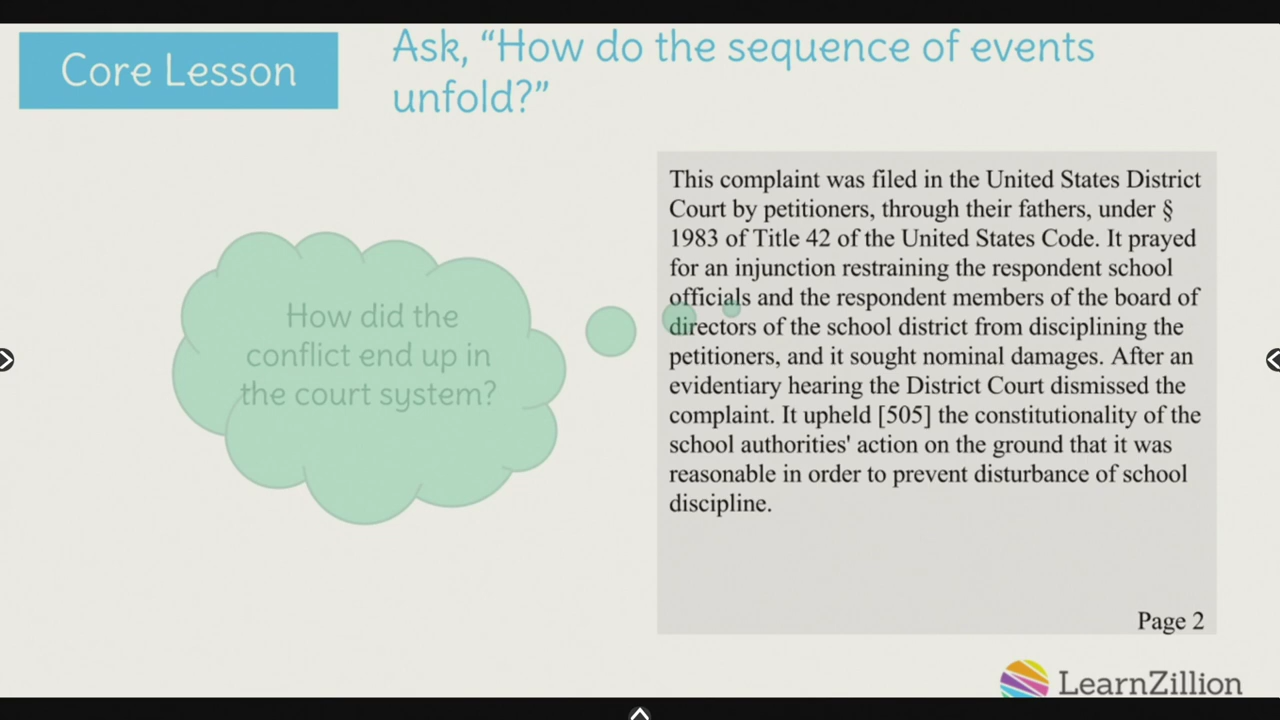 Core Lesson
Ask, “How do the sequence of events
unfold?”
How did the
conflict end up in
the court system?
This complaint was filed in the United States District
Court by petitioners, through their fathers, under §
1983 of Title 42 of the United States Code. It prayed
for an injunction restraining the respondent school
officials and the respondent members of the board of
directors of the school district from disciplining the
petitioners, and it sought nominal damages. After an
evidentiary hearing the District Court dismissed the
complaint. It upheld [505] the constitutionality of the
school authorities' action on the ground that it was
reasonable in order to prevent disturbance of school
discipline.
Page 2
LearnZillion